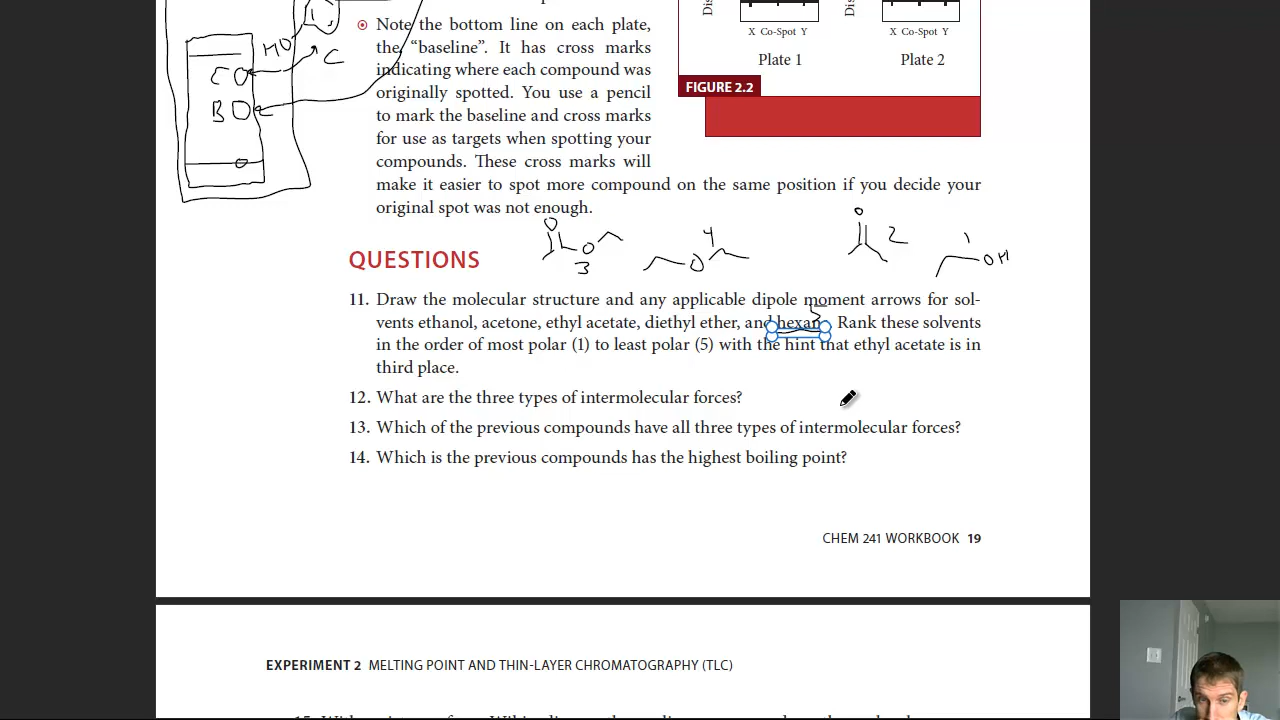 Note the bottom line on each plate,
the, “baseline”. It has cross marks
indicating where each compound was
originally spotted. You use a pencil
to mark the baseline and cross marks
for use as targets when spotting your
compounds. These cross marks will
make it easier to spot more compound on the same position if you decide your
original spot was not enough.
HO
C
C
B
X Co-Spot Y
X Co-Spot Y
Plate 1
Plate 2
FIGURE 2.2
O
O
3
4
O
O
2
1
OH
QUESTIONS
11. Draw the molecular structure and any applicable dipole moment arrows for sol-
vents ethanol, acetone, ethyl acetate, diethyl ether, and hexane. Rank these solvents
5
in the order of most polar (1) to least polar (5) with the hint that ethyl acetate is in
third place.
12. What are the three types of intermolecular forces?
13. Which of the previous compounds have all three types of intermolecular forces?
14. Which is the previous compounds has the highest boiling point?
CHEM 241 WORKBOOK 19
EXPERIMENT 2 MELTING POINT AND THIN-LAYER CHROMATOGRAPHY (TLC)